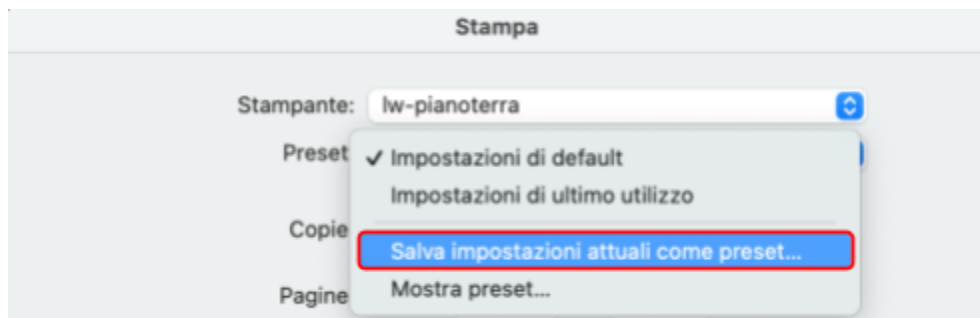 Stampa
Stampante: lw-pianoterra
Preset ✓ Impostazioni di default
Impostazioni di ultimo utilizzo
Copie
Salva impostazioni attuali come preset...
Pagine Mostra preset...